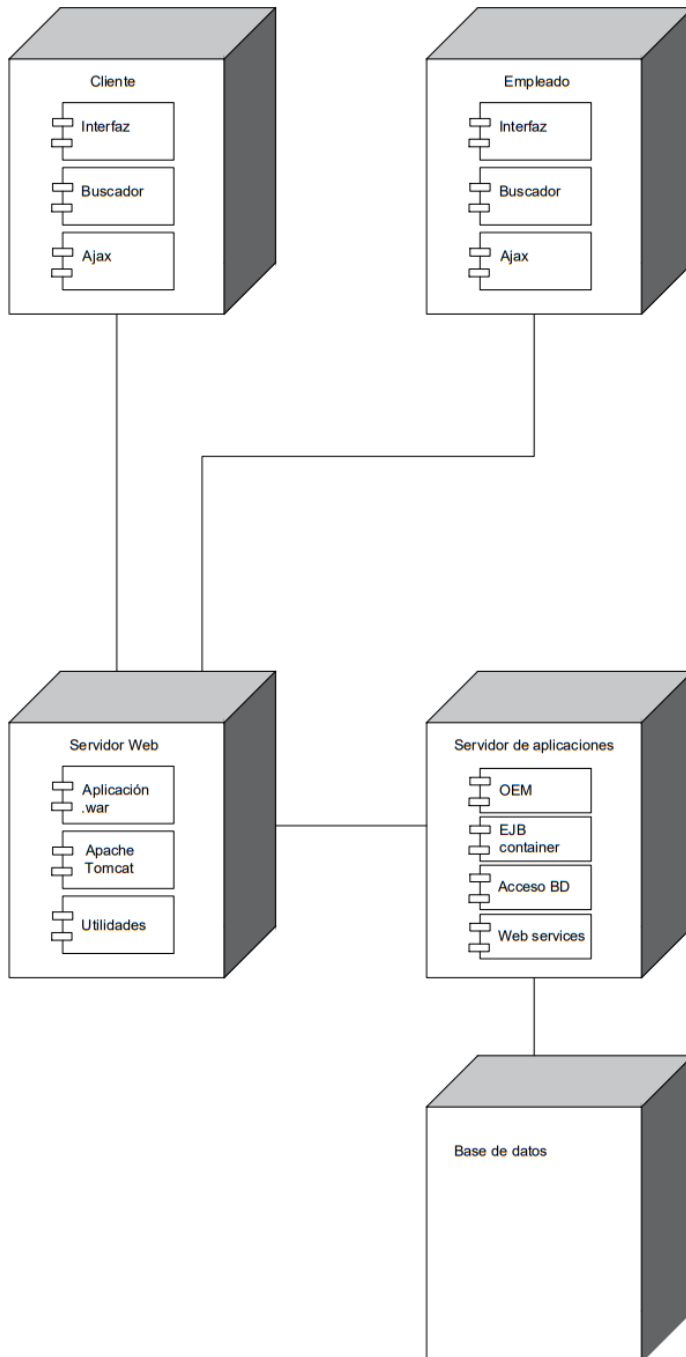 Cliente
Interfaz
Buscador
Ajax
Empleado
Interfaz
Buscador
Ajax
Servidor Web
Aplicación
.war
Apache
Tomcat
Utilidades
Servidor de aplicaciones
OEM
EJB
container
Acceso BD
Web services
Base de datos